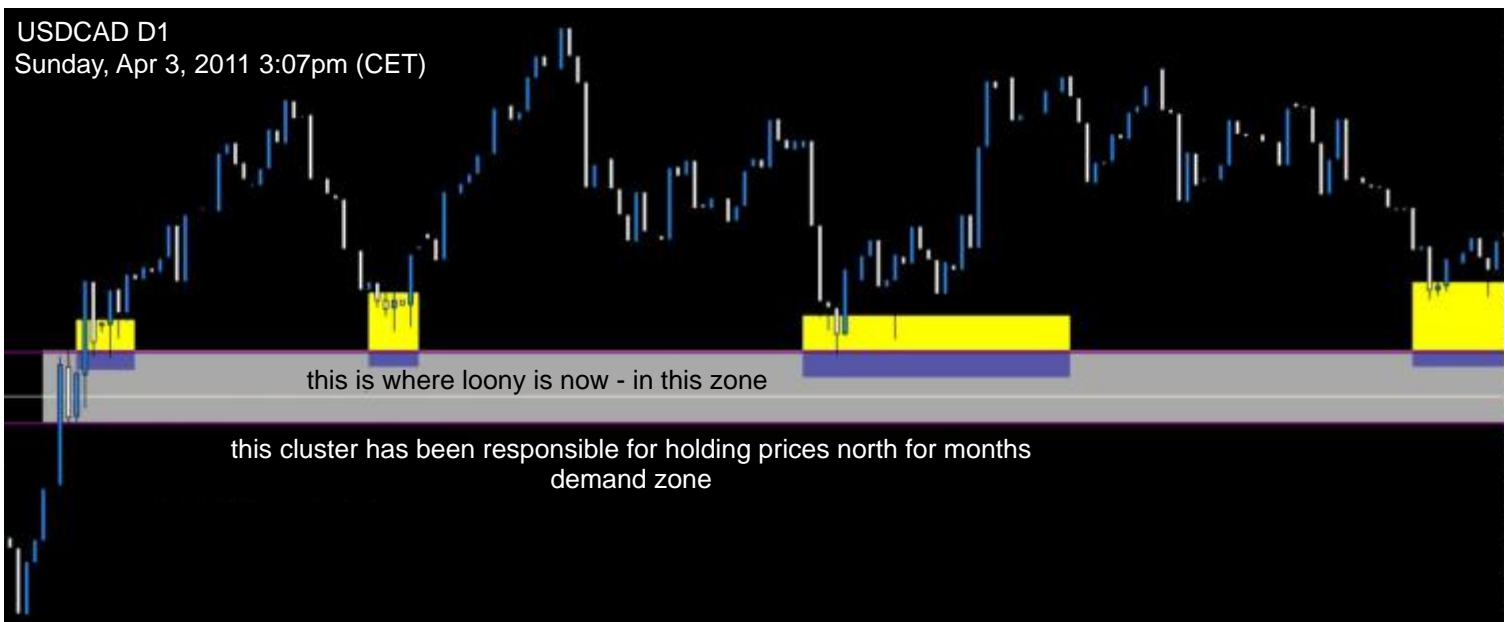 USDCAD D1
Sunday, Apr 3, 2011 3:07pm (CET)
this is where loony is now - in this zone
this cluster has been responsible for holding prices north for months
demand zone